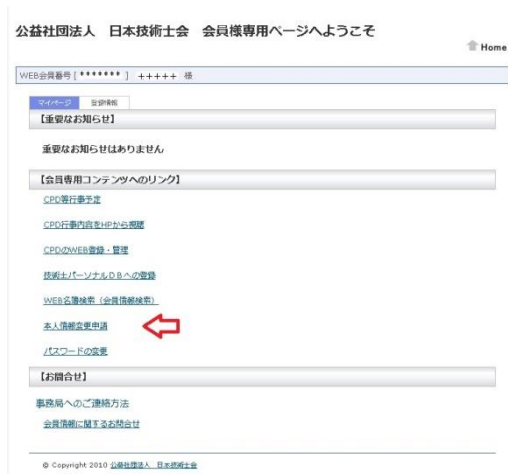 公益社団法人 日本技術士会 会員様専用ページへようこそ
Home
WEB会員番号 [ ******* ] +++++ 様
マイページ 登録情報
【重要なお知らせ】
重要なお知らせはありません
【会員専用コンテンツへのリンク】
CPD等行事予定
CPD行事内容をHPから視聴
CPDのWEB登録・管理
技術士パーソナルDBへの登録
WEB名簿検索（会員情報検索）
本人情報変更申請
パスワードの変更
【お問合せ】
事務局へのご連絡方法
会員情報に関するお問合せ
© Copyright 2010 公益社団法人 日本技術士会